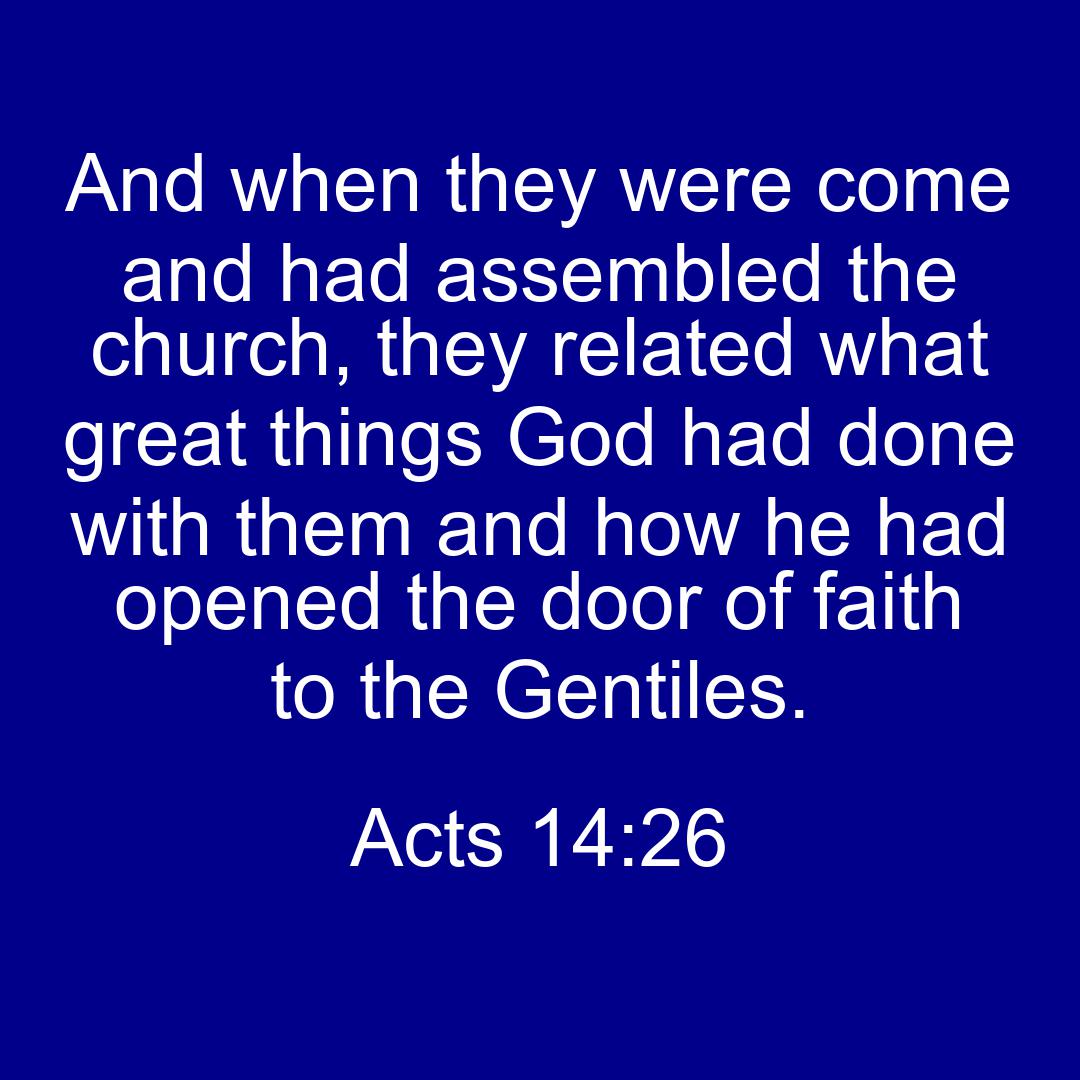 And when they were come
and had assembled the
church, they related what
great things God had done
with them and how he had
opened the door of faith
to the Gentiles.
Acts 14:26